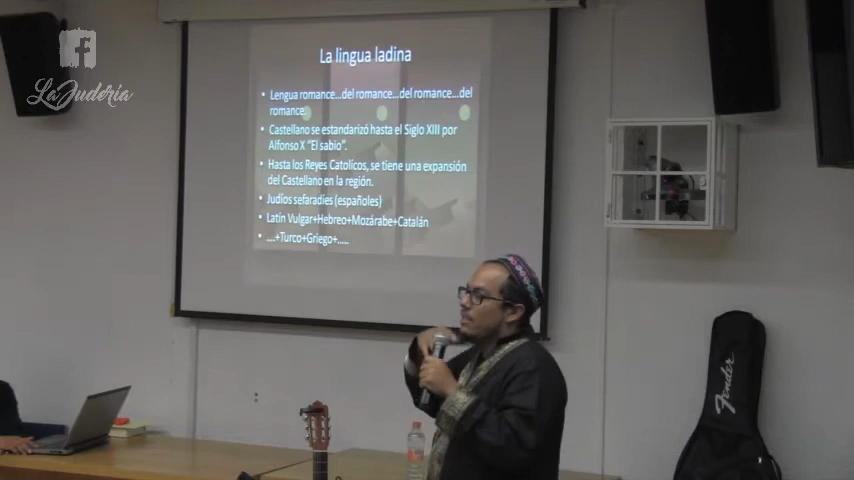 f
LaJudería
La lingua ladina
• Lengua romance...del romance...del romance...del
romance.
• Castellano se estandarizó hasta el Siglo XIII por
Alfonso X "El sabio".
• Hasta los Reyes Catolícos, se tiene una expansión
del Castellano en la región.
• Judíos sefaradíes (españoles)
• Latín Vulgar+Hebreo+Mozárabe+Catalán
• ....+Turco+Griego+.....
Fender